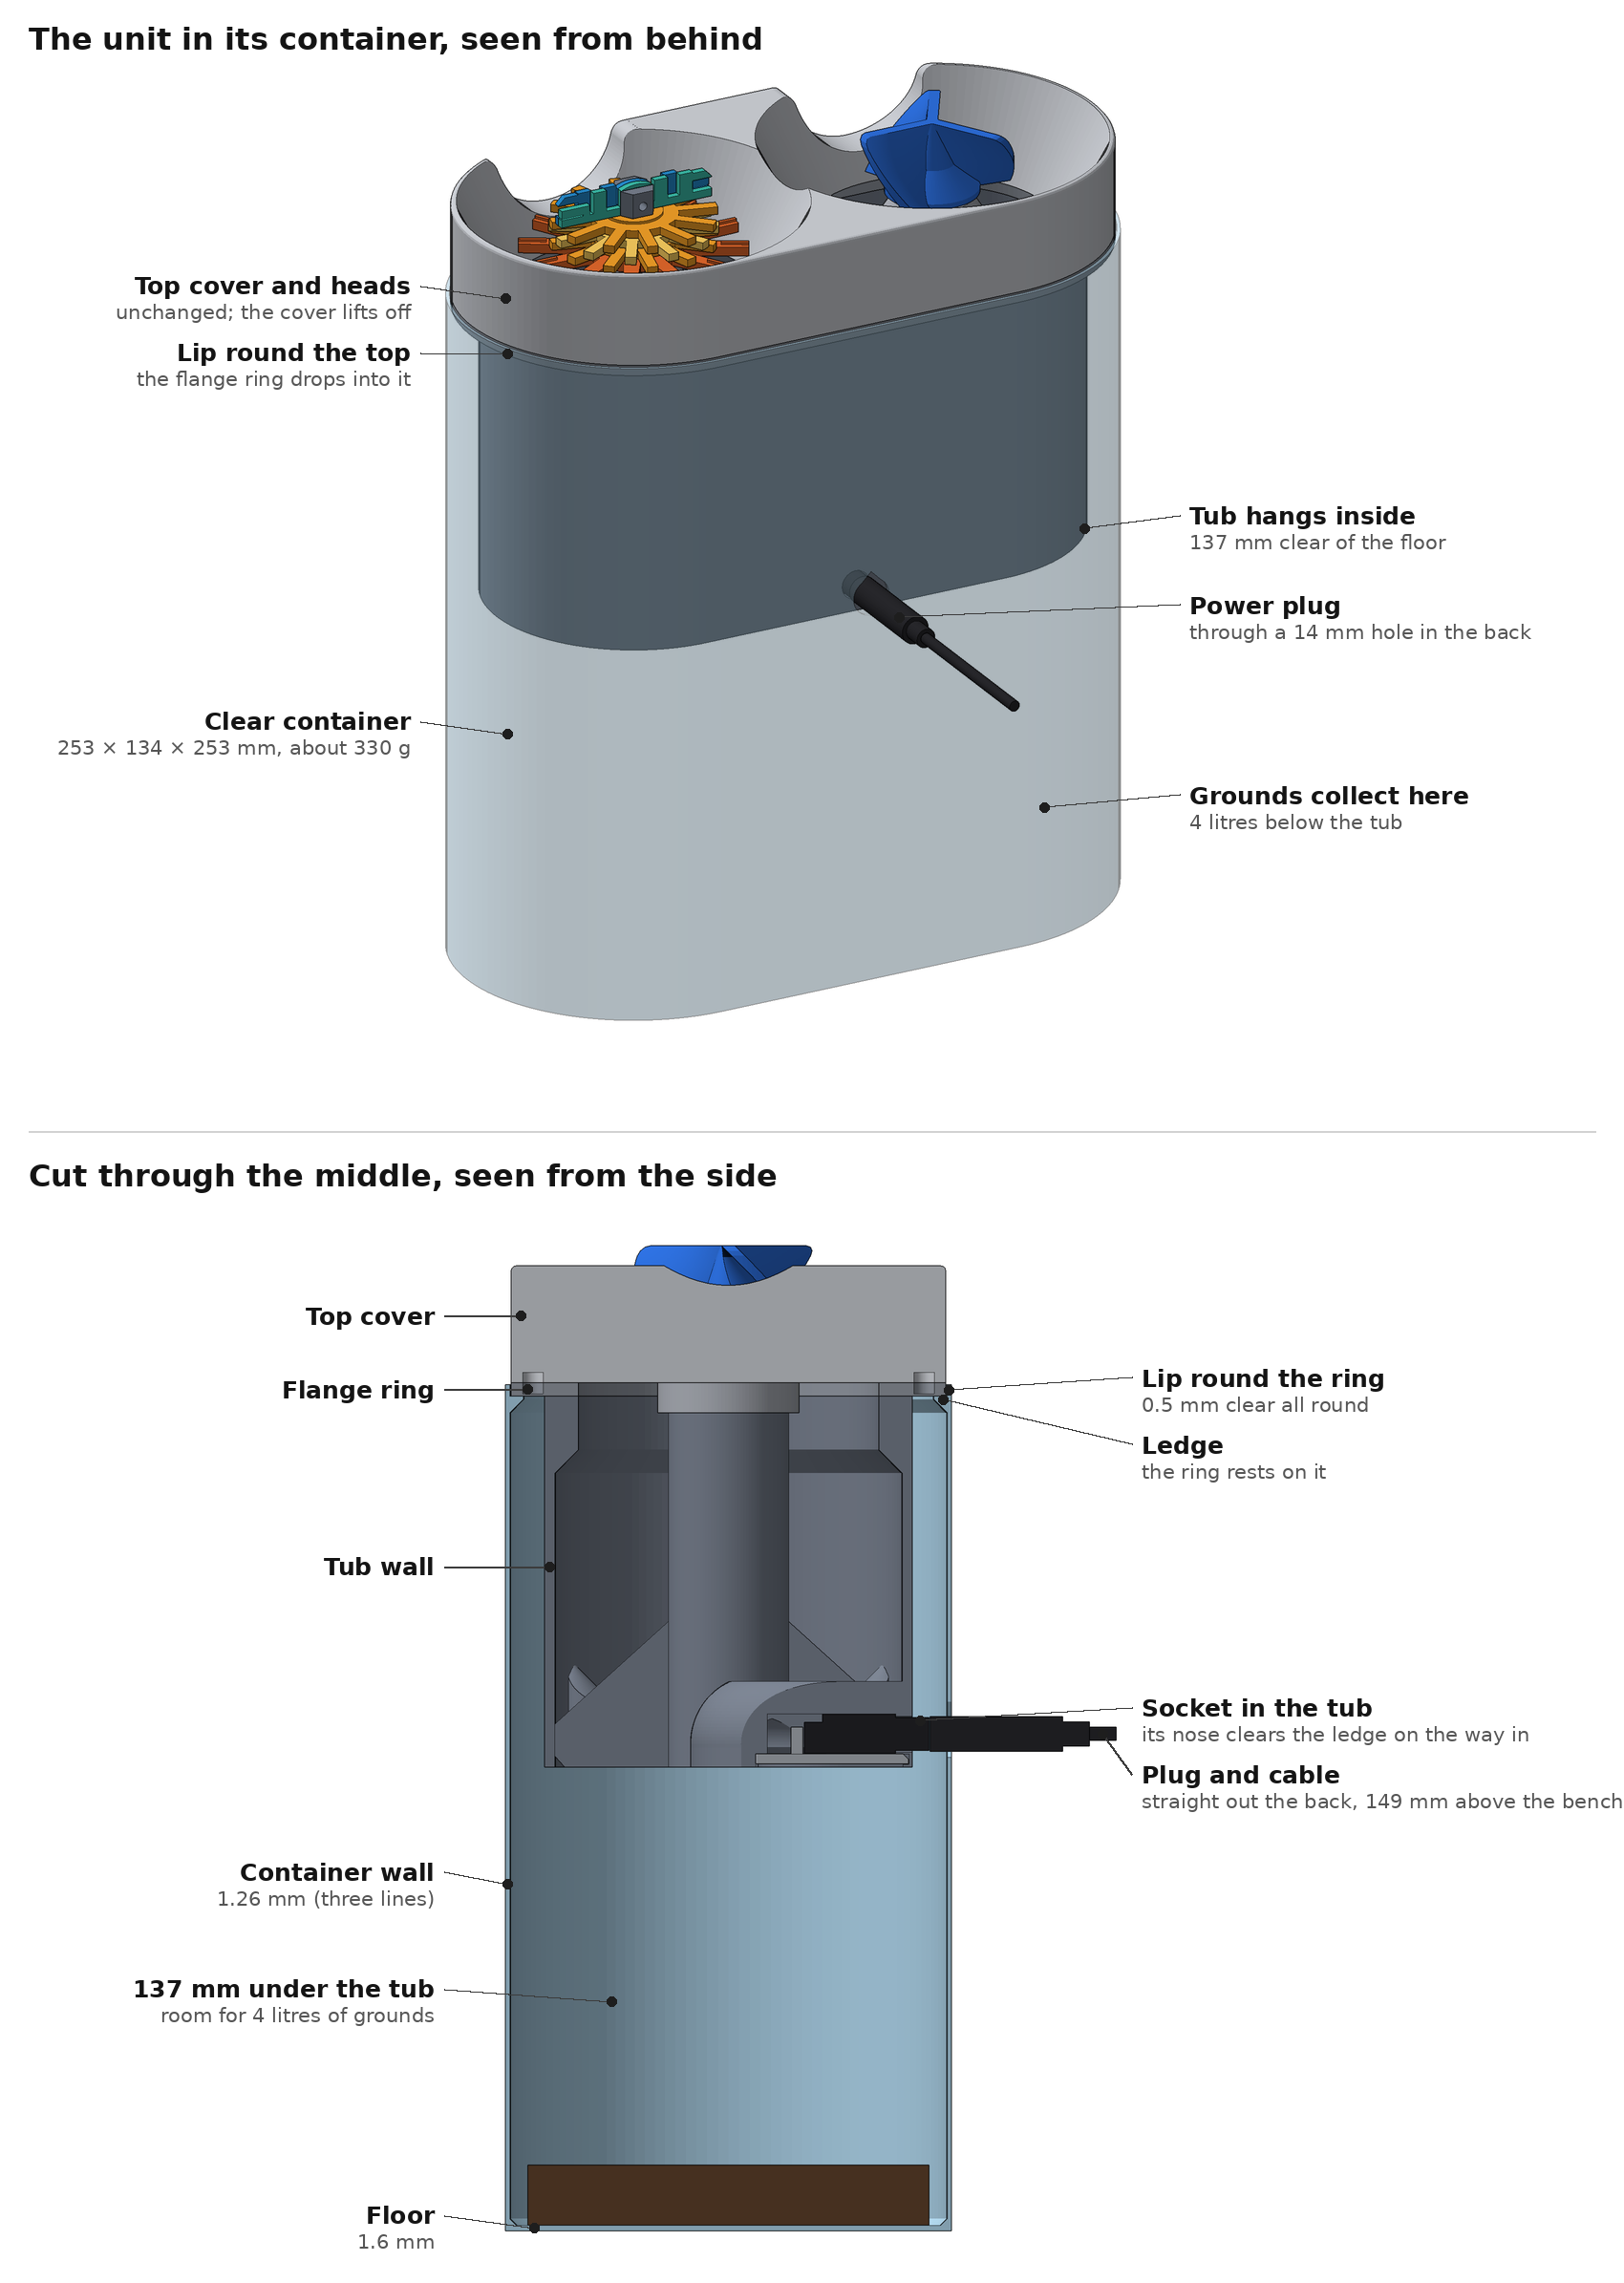 The unit in its container, seen from behind
Top cover and heads
unchanged; the cover lifts off
Lip round the top
the flange ring drops into it
Tub hangs inside
137 mm clear of the floor
Power plug
through a 14 mm hole in the back
Clear container
253 × 134 × 253 mm, about 330 g
Grounds collect here
4 litres below the tub
Cut through the middle, seen from the side
Top cover
Flange ring
Lip round the ring
0.5 mm clear all round
Ledge
the ring rests on it
Tub wall
Socket in the tub
its nose clears the ledge on the way in
Plug and cable
straight out the back, 149 mm above the bench
Container wall
1.26 mm (three lines)
137 mm under the tub
room for 4 litres of grounds
Floor
1.6 mm